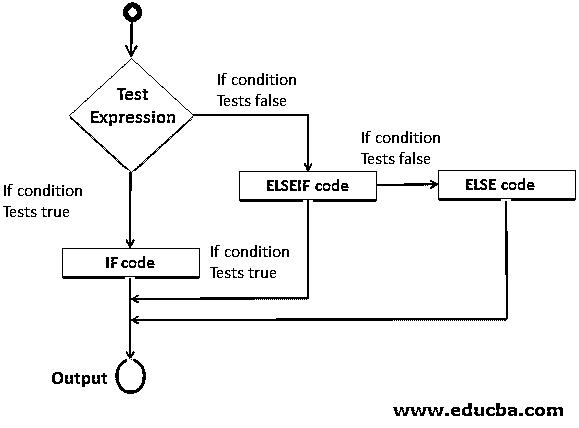 Test
Expression
If condition
Tests false
If condition
Tests false
ELSEIF code
ELSE code
If condition
Tests true
IF code
If condition
Tests true
Output
www.educba.com